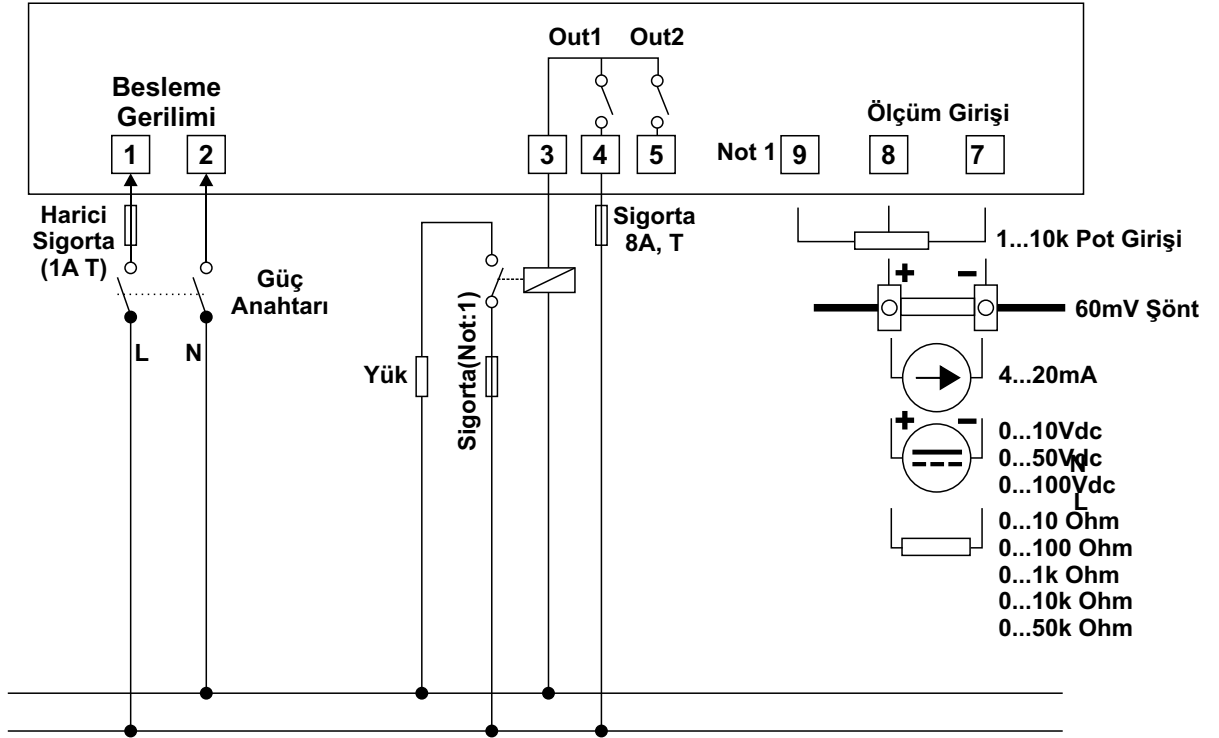 Out1 Out2
Besleme
Gerilimi
Ölçüm Girişi
1
2
3
4
5
Not 1
9
8
7
Harici
Sigorta
(1A T)
Güç
Anahtarı
L
N
Yük
Sigorta(Not:1)
Sigorta
8A, T
1...10k Pot Girişi
+
-
60mV Şönt
4...20mA
+
-
0...10Vdc
0...50Vdc
N
0...100Vdc
L
0...10 Ohm
0...100 Ohm
0...1k Ohm
0...10k Ohm
0...50k Ohm